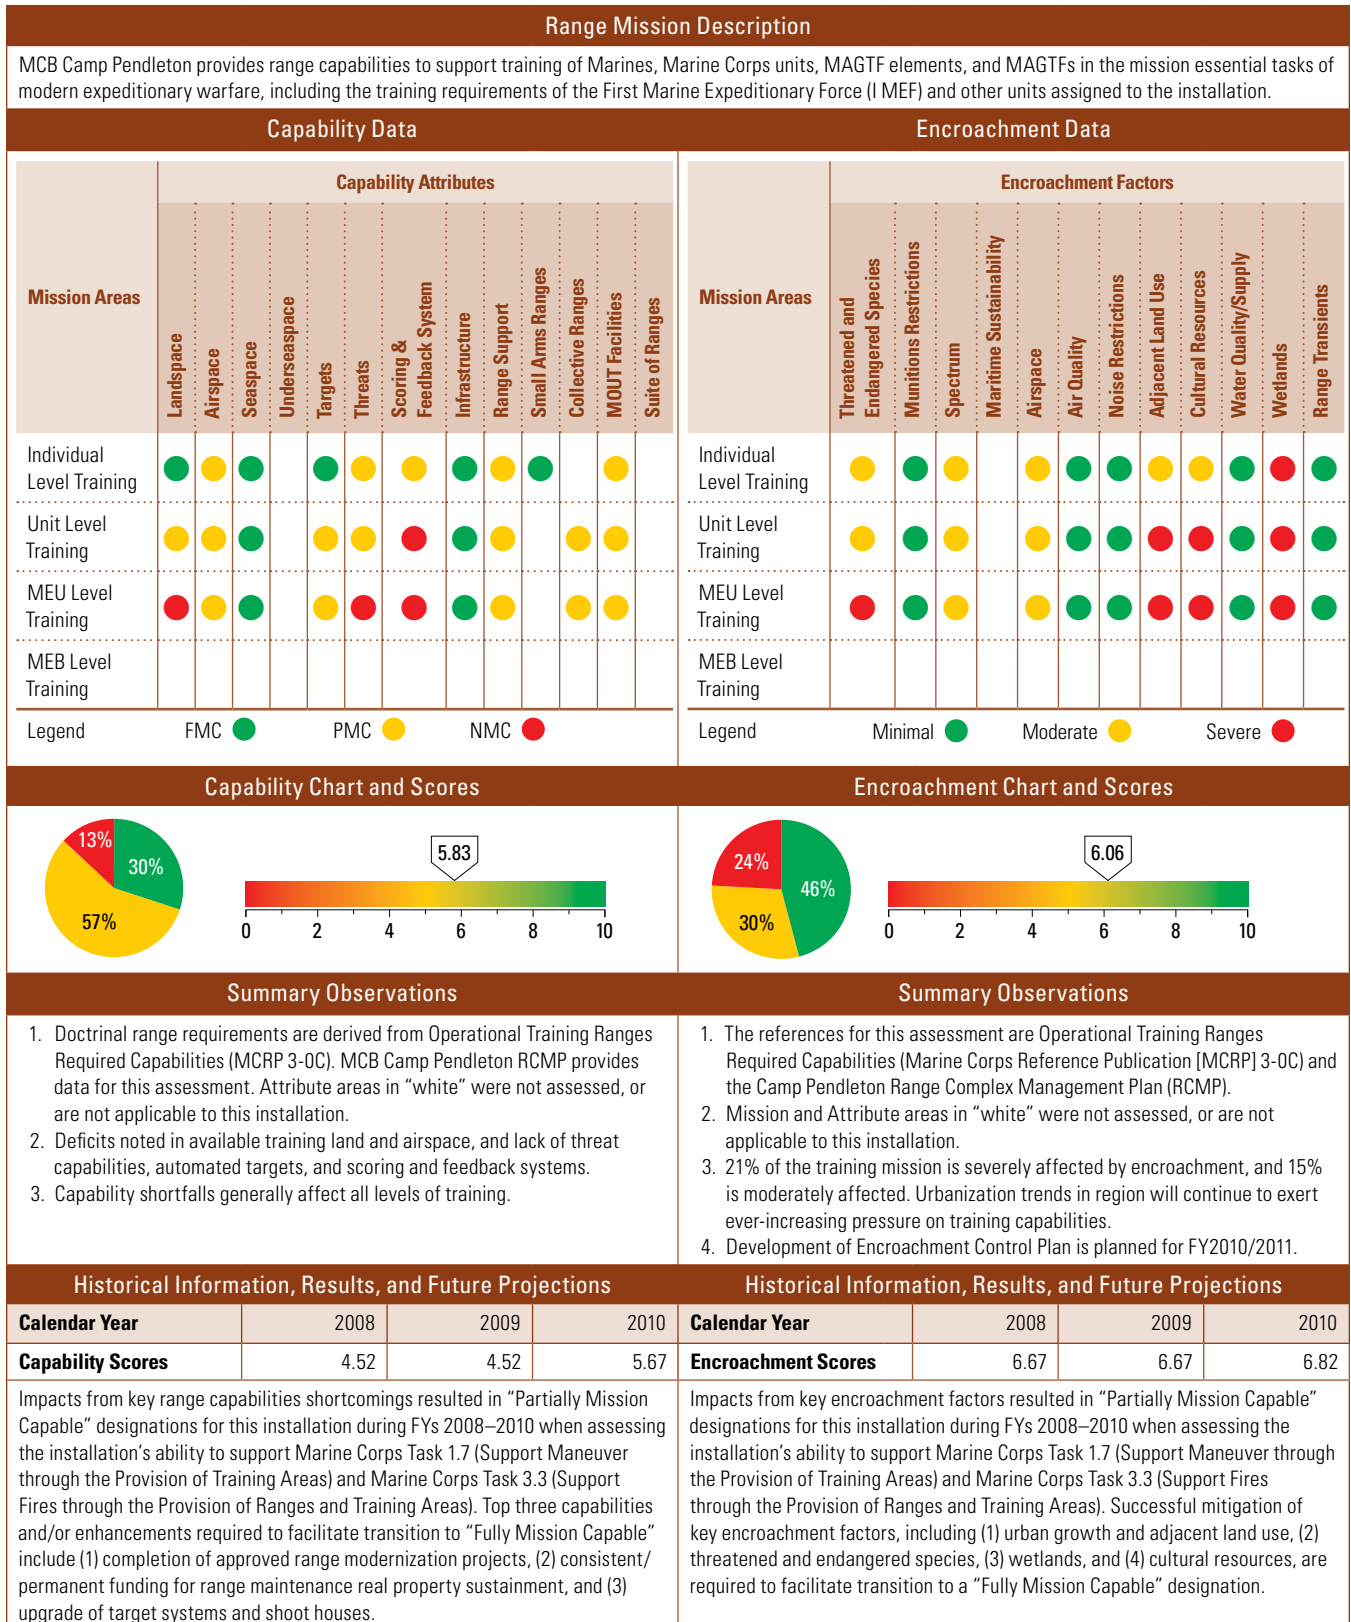 Range Mission Description
MCB Camp Pendleton provides range capabilities to support training of Marines, Marine Corps units, MAGTF elements, and MAGTFs in the mission essential tasks of
modern expeditionary warfare, including the training requirements of the First Marine Expeditionary Force (I MEF) and other units assigned to the installation.
Capability Data
Mission Areas
Capability Attributes
Landspace
Airspace
Seaspace
Underseaspace
Targets
Threats
Scoring &
Feedback System
Infrastructure
Range Support
Small Arms Ranges
Collective Ranges
MOUT Facilities
Suite of Ranges
Individual
Level Training
Unit Level
Training
MEU Level
Training
MEB Level
Training
Legend FMC PMC NMC
Encroachment Data
Mission Areas
Encroachment Factors
Threatened and
Endangered Species
Munitions Restrictions
Spectrum
Maritime Sustainability
Airspace
Air Quality
Noise Restrictions
Adjacent Land Use
Cultural Resources
Water Quality/Supply
Wetlands
Range Transients
Individual
Level Training
Unit Level
Training
MEU Level
Training
MEB Level
Training
Legend Minimal Moderate Severe
Capability Chart and Scores
13%
30%
57%
5.83
0 2 4 6 8 10
Encroachment Chart and Scores
24%
46%
30%
6.06
0 2 4 6 8 10
Summary Observations
1. Doctrinal range requirements are derived from Operational Training Ranges
Required Capabilities (MCRP 3-0C). MCB Camp Pendleton RCMP provides
data for this assessment. Attribute areas in “white” were not assessed, or
are not applicable to this installation.
2. Deficits noted in available training land and airspace, and lack of threat
capabilities, automated targets, and scoring and feedback systems.
3. Capability shortfalls generally affect all levels of training.
Summary Observations
1. The references for this assessment are Operational Training Ranges
Required Capabilities (Marine Corps Reference Publication [MCRP] 3-0C) and
the Camp Pendleton Range Complex Management Plan (RCMP).
2. Mission and Attribute areas in “white” were not assessed, or are not
applicable to this installation.
3. 21% of the training mission is severely affected by encroachment, and 15%
is moderately affected. Urbanization trends in region will continue to exert
ever-increasing pressure on training capabilities.
4. Development of Encroachment Control Plan is planned for FY2010/2011.
Historical Information, Results, and Future Projections
Calendar Year 2008 2009 2010
Capability Scores 4.52 4.52 5.67
Impacts from key range capabilities shortcomings resulted in “Partially Mission
Capable” designations for this installation during FYs 2008–2010 when assessing
the installation’s ability to support Marine Corps Task 1.7 (Support Maneuver
through the Provision of Training Areas) and Marine Corps Task 3.3 (Support
Fires through the Provision of Ranges and Training Areas). Top three capabilities
and/or enhancements required to facilitate transition to “Fully Mission Capable”
include (1) completion of approved range modernization projects, (2) consistent/
permanent funding for range maintenance real property sustainment, and (3)
upgrade of target systems and shoot houses.
Historical Information, Results, and Future Projections
Calendar Year 2008 2009 2010
Encroachment Scores 6.67 6.67 6.82
Impacts from key encroachment factors resulted in “Partially Mission Capable”
designations for this installation during FYs 2008–2010 when assessing the
installation’s ability to support Marine Corps Task 1.7 (Support Maneuver through
the Provision of Training Areas) and Marine Corps Task 3.3 (Support Fires
through the Provision of Ranges and Training Areas). Successful mitigation of
key encroachment factors, including (1) urban growth and adjacent land use, (2)
threatened and endangered species, (3) wetlands, and (4) cultural resources, are
required to facilitate transition to a “Fully Mission Capable” designation.